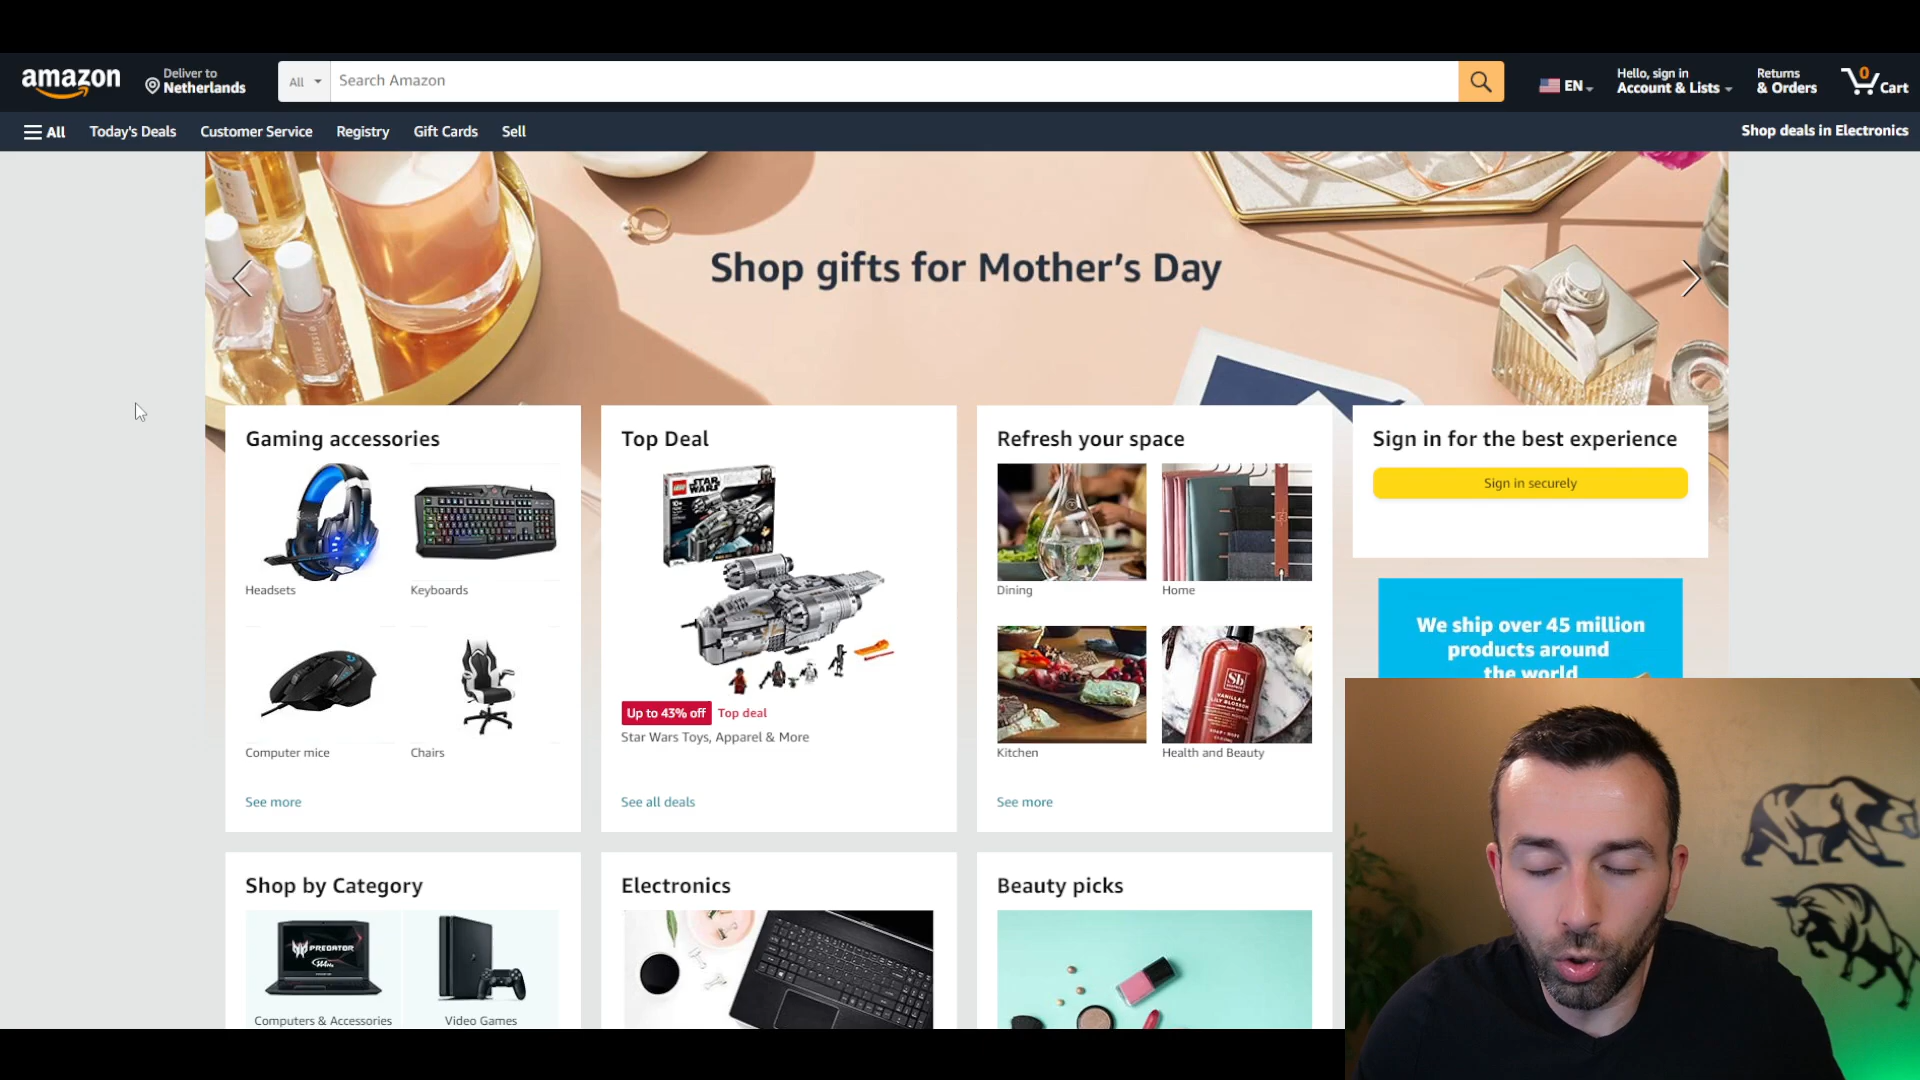 amazon
Deliver to
Netherlands
All
Search Amazon
EN
Hello, sign in
Account & Lists
Returns
& Orders
0
Cart
All
Today's Deals
Customer Service
Registry
Gift Cards
Sell
Shop deals in Electronics
Shop gifts for Mother's Day
Gaming accessories
Headsets
Keyboards
Computer mice
Chairs
See more
Top Deal
LEGO
STAR
WARS
Up to 43% off
Top deal
Star Wars Toys, Apparel & More
See all deals
Refresh your space
Dining
Home
Kitchen
Health and Beauty
Sb
VANILLA &
LILY BLOSSOM
See more
Sign in for the best experience
Sign in securely
We ship over 45 million
products around
the world
Shop by Category
PREDATOR
Computers & Accessories
Video Games
Electronics
Beauty picks